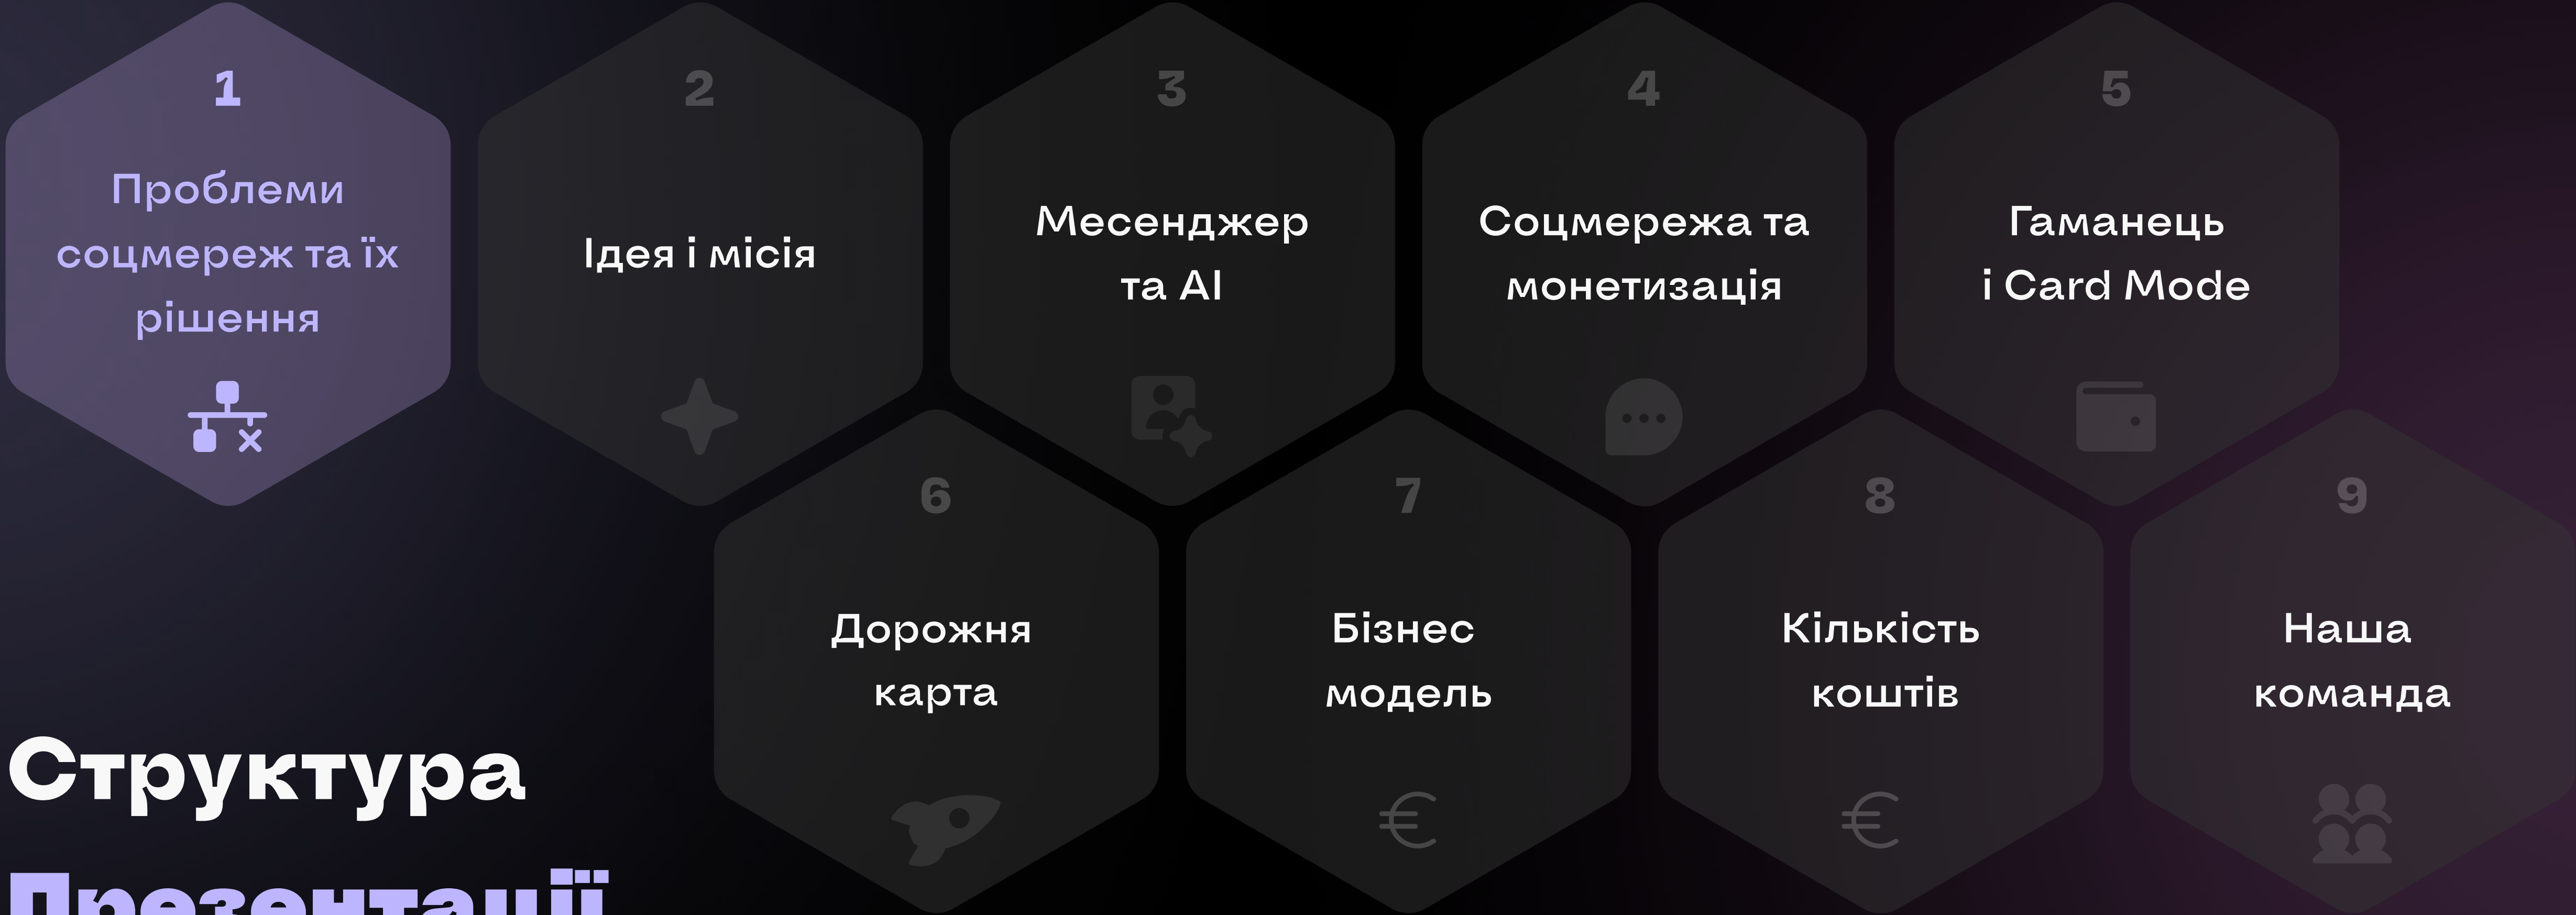 1
Проблеми
соцмереж та їх
рішення
2
Ідея і місія
3
Месенджер
та AI
4
Соцмережа та
монетизація
5
Гаманець
і Card Mode
6
Дорожня
карта
7
Бізнес
модель
8
Кількість
коштів
9
Наша
команда
Структура
Презентації